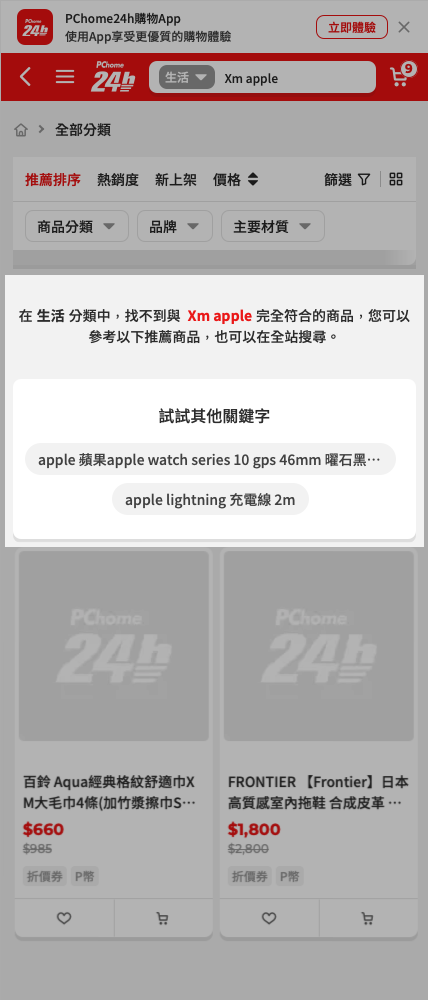 PChome24h購物App
使用App享受更優質的購物體驗
立即體驗
PChome
24h
生活
Xm apple
9
全部分類
推薦排序
熱銷度
新上架
價格
篩選
商品分類
品牌
主要材質
在 生活 分類中，找不到與 Xm apple 完全符合的商品，您可以
參考以下推薦商品，也可以在全站搜尋。
試試其他關鍵字
apple 蘋果apple watch series 10 gps 46mm 曜石黑…
apple lightning 充電線 2m
PChome
24h
PChome
24h
百鈴 Aqua經典格紋舒適巾X
M大毛巾4條(加竹漿擦巾S…
$660
$985
折價券
P幣
FRONTIER 【Frontier】日本
高質感室內拖鞋 合成皮革 …
$1,800
$2,800
折價券
P幣